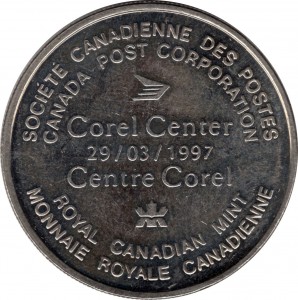 SOCIÉTÉ CANADIENNE DES POSTES
CANADA POST CORPORATION
Corel Center
29/03/1997
Centre Corel
ROYAL CANADIAN MINT
MONNAIE ROYALE CANADIENNE